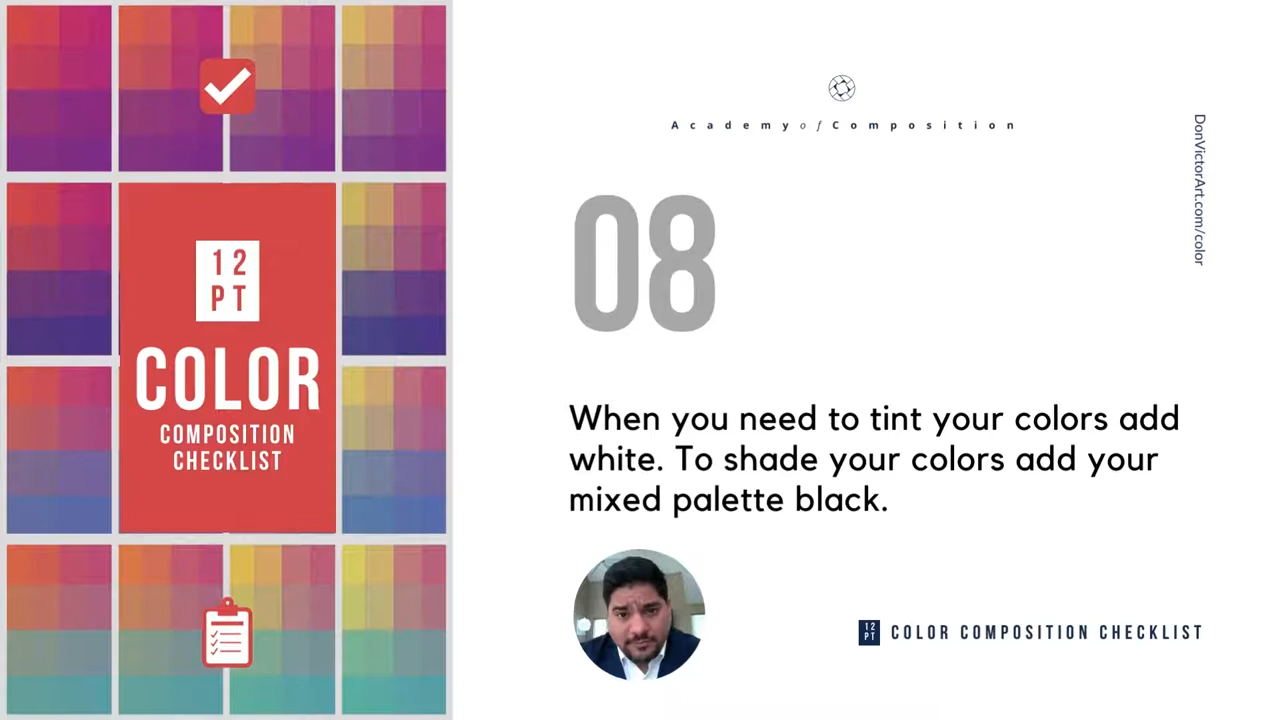 12
PT
COLOR
COMPOSITION
CHECKLIST
Academy of Composition
DonVictorArt.com/color
08
When you need to tint your colors add
white. To shade your colors add your
mixed palette black.
12
PT
COLOR COMPOSITION CHECKLIST